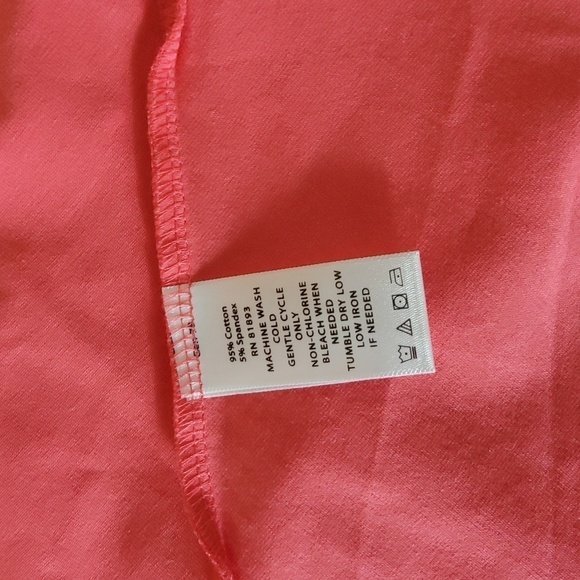 95% Cotton
5% Spandex
RN 81893
MACHINE WASH
COLD
GENTLE CYCLE
ONLY
NON-CHLORINE
BLEACH WHEN
NEEDED
TUMBLE DRY LOW
LOW IRON
IF NEEDED